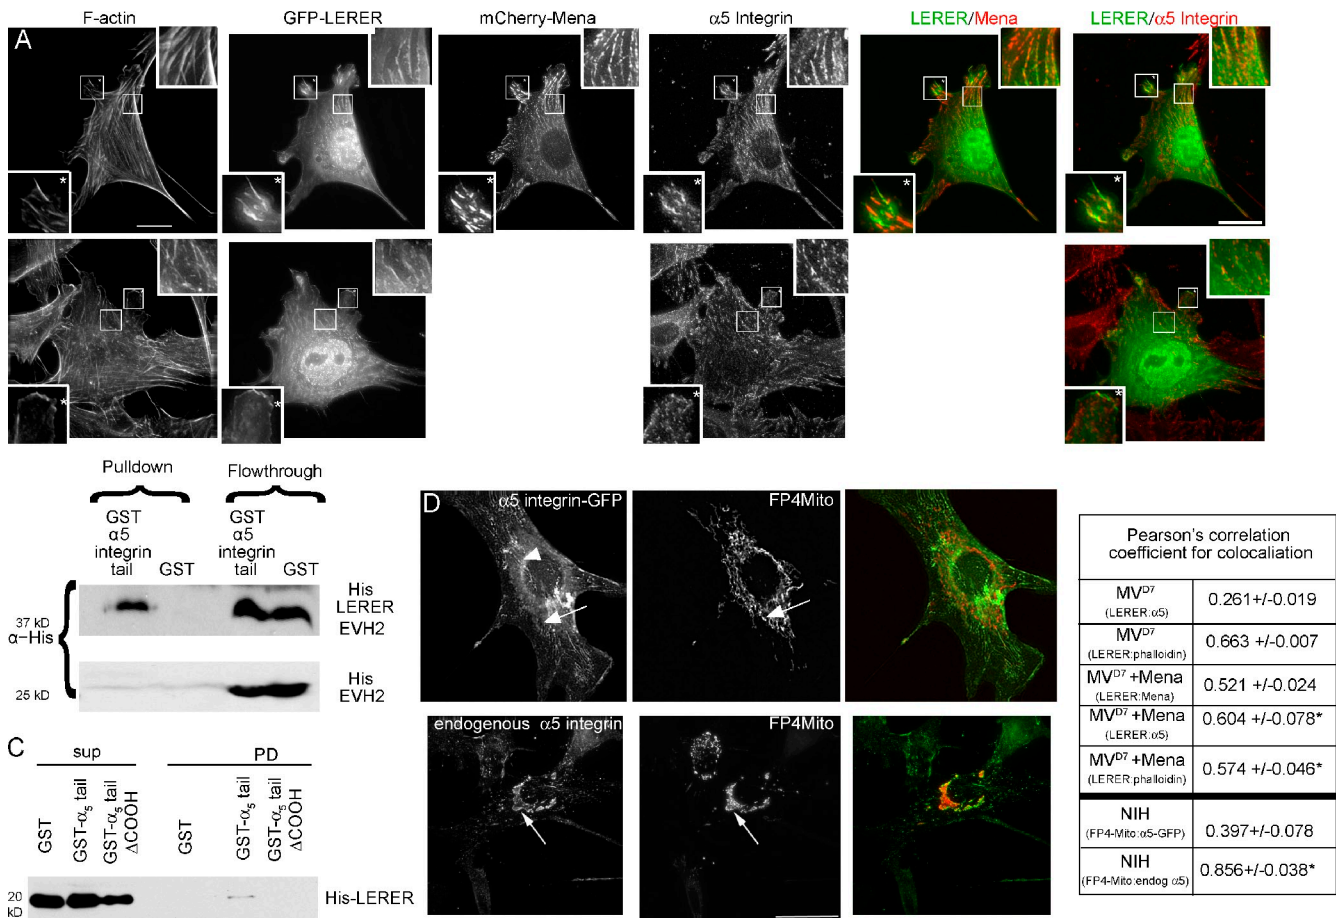 F-actin
GFP-LERER
mCherry-Mena
α5 Integrin
LERER/Mena
LERER/α5 Integrin
A
*
*
*
*
*
*
*
*
*
*
Pulldown
Flowthrough
GST α5 integrin tail
GST
GST α5 integrin tail
GST
α-His
37 kD
His LERER EVH2
25 kD
His EVH2
C
sup
PD
GST
GST-α5 tail
GST-α5 tail ΔCOOH
GST
GST-α5 tail
GST-α5 tail ΔCOOH
20 kD
His-LERER
D
α5 integrin-GFP
FP4Mito
endogenous α5 integrin
FP4Mito
Pearson's correlation
coefficient for colocaliation
MVD7
(LERER:α5)
0.261+/-0.019
MVD7
(LERER:phalloidin)
0.663 +/-0.007
MVD7 +Mena
(LERER:Mena)
0.521 +/-0.024
MVD7 +Mena
(LERER:α5)
0.604 +/-0.078*
MVD7 +Mena
(LERER:phalloidin)
0.574 +/-0.046*
NIH
(FP4-Mito:α5-GFP)
0.397+/-0.078
NIH
(FP4-Mito:endog α5)
0.856+/-0.038*